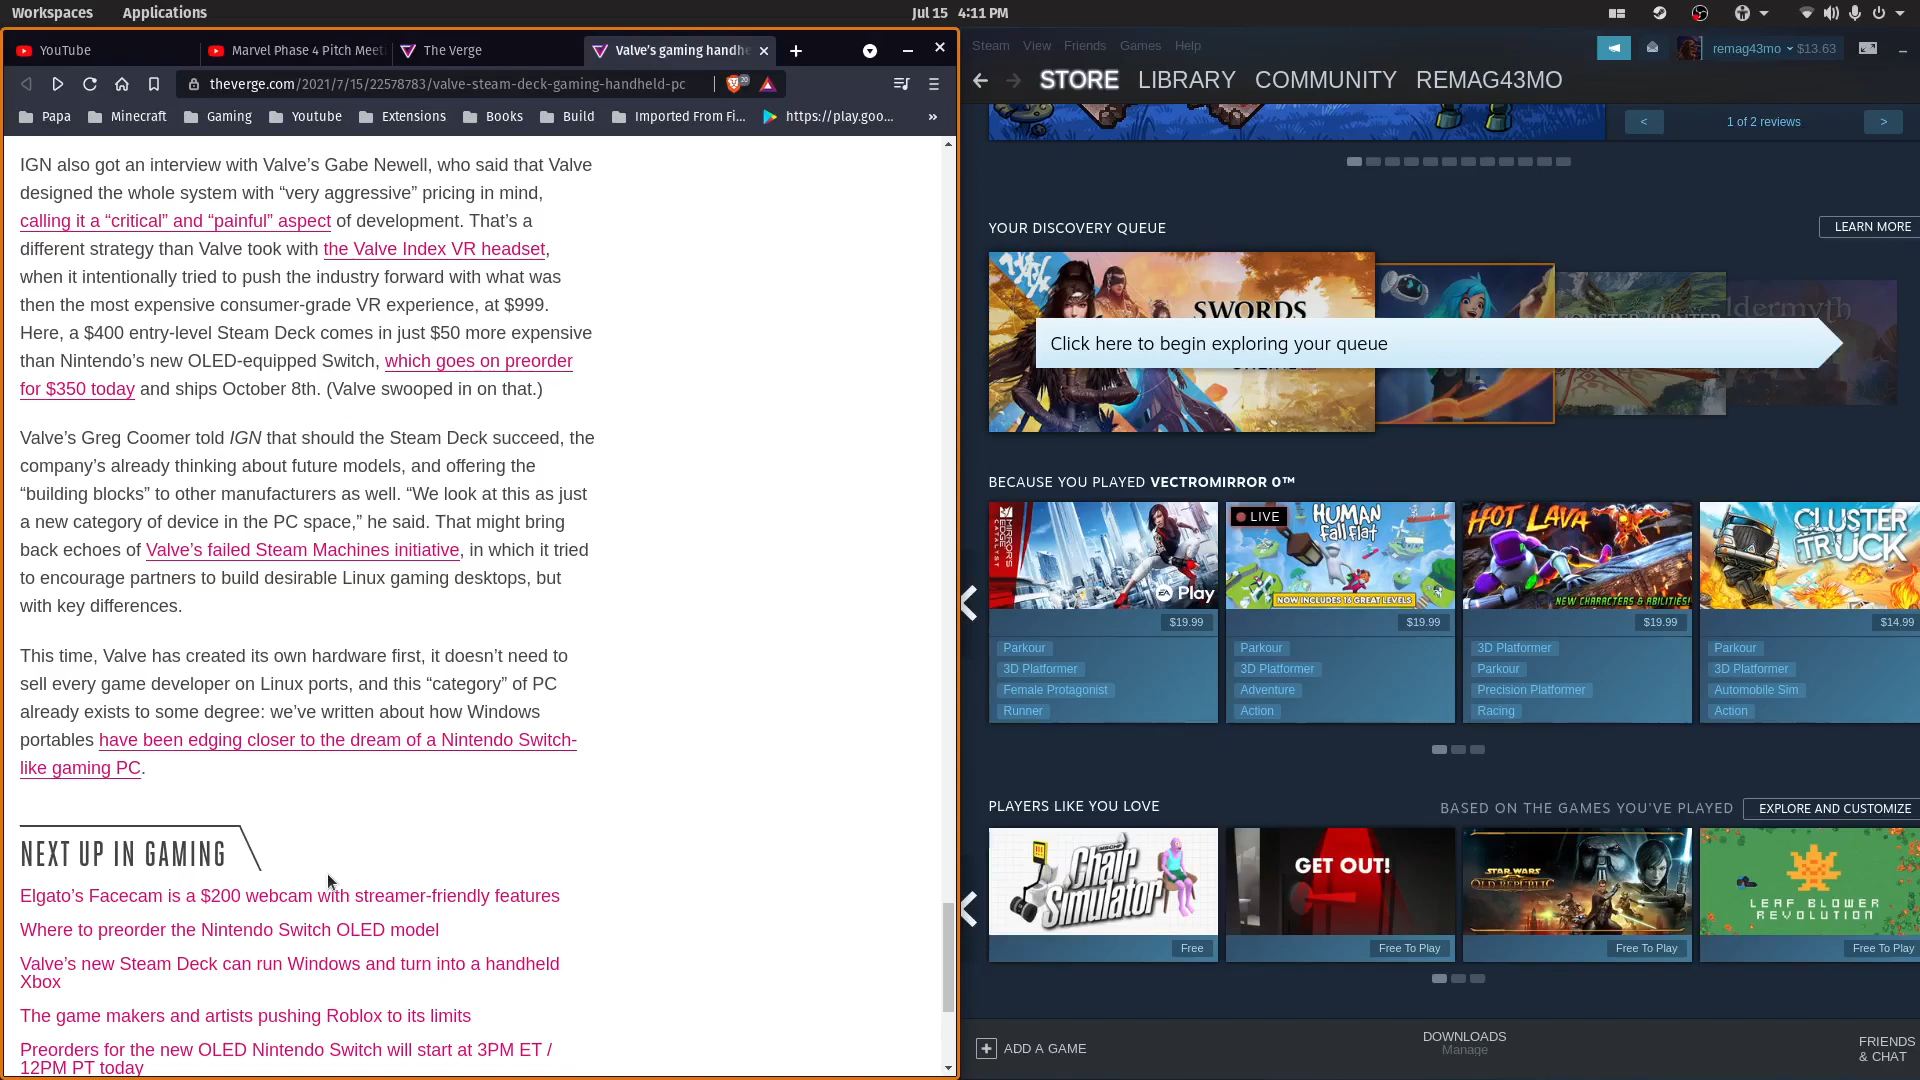 Workspaces Applications Jul 15 4:11 PM
YouTube Marvel Phase 4 Pitch Meeti The Verge Valve's gaming handhe
theverge.com/2021/7/15/22578783/valve-steam-deck-gaming-handheld-pc 20
Papa Minecraft Gaming Youtube Extensions Books Build Imported From Fi... https://play.goo... »
IGN also got an interview with Valve's Gabe Newell, who said that Valve
designed the whole system with “very aggressive” pricing in mind,
calling it a “critical” and “painful” aspect of development. That's a
different strategy than Valve took with the Valve Index VR headset,
when it intentionally tried to push the industry forward with what was
then the most expensive consumer-grade VR experience, at $999.
Here, a $400 entry-level Steam Deck comes in just $50 more expensive
than Nintendo's new OLED-equipped Switch, which goes on preorder
for $350 today and ships October 8th. (Valve swooped in on that.)
Valve's Greg Coomer told IGN that should the Steam Deck succeed, the
company's already thinking about future models, and offering the
“building blocks” to other manufacturers as well. “We look at this as just
a new category of device in the PC space,” he said. That might bring
back echoes of Valve's failed Steam Machines initiative, in which it tried
to encourage partners to build desirable Linux gaming desktops, but
with key differences.
This time, Valve has created its own hardware first, it doesn't need to
sell every game developer on Linux ports, and this “category” of PC
already exists to some degree: we've written about how Windows
portables have been edging closer to the dream of a Nintendo Switch-
like gaming PC.
NEXT UP IN GAMING
Elgato's Facecam is a $200 webcam with streamer-friendly features
Where to preorder the Nintendo Switch OLED model
Valve's new Steam Deck can run Windows and turn into a handheld
Xbox
The game makers and artists pushing Roblox to its limits
Preorders for the new OLED Nintendo Switch will start at 3PM ET /
12PM PT today
Steam View Friends Games Help
remag43mo $13.63
STORE LIBRARY COMMUNITY REMAG43MO
< 1 of 2 reviews >
YOUR DISCOVERY QUEUE LEARN MORE
SWORDS
ldermyth
Click here to begin exploring your queue
BECAUSE YOU PLAYED VECTROMIRROR 0™
MIRROR'S EDGE CATALYST
EA Play
LIVE
HUMAN fall flat
NOW INCLUDES 16 GREAT LEVELS
HOT LAVA
NEW CHARACTERS & ABILITIES!
CLUSTER TRUCK
$19.99 $19.99 $19.99 $14.99
Parkour Parkour 3D Platformer Parkour
3D Platformer 3D Platformer Parkour 3D Platformer
Female Protagonist Adventure Precision Platformer Automobile Sim
Runner Action Racing Action
PLAYERS LIKE YOU LOVE BASED ON THE GAMES YOU'VE PLAYED EXPLORE AND CUSTOMIZE
Chair Simulator
GET OUT!
STAR WARS
OLD REPUBLIC
LEAF BLOWER
REVOLUTION
Free Free To Play Free To Play Free To Play
ADD A GAME
DOWNLOADS
Manage
FRIENDS
& CHAT